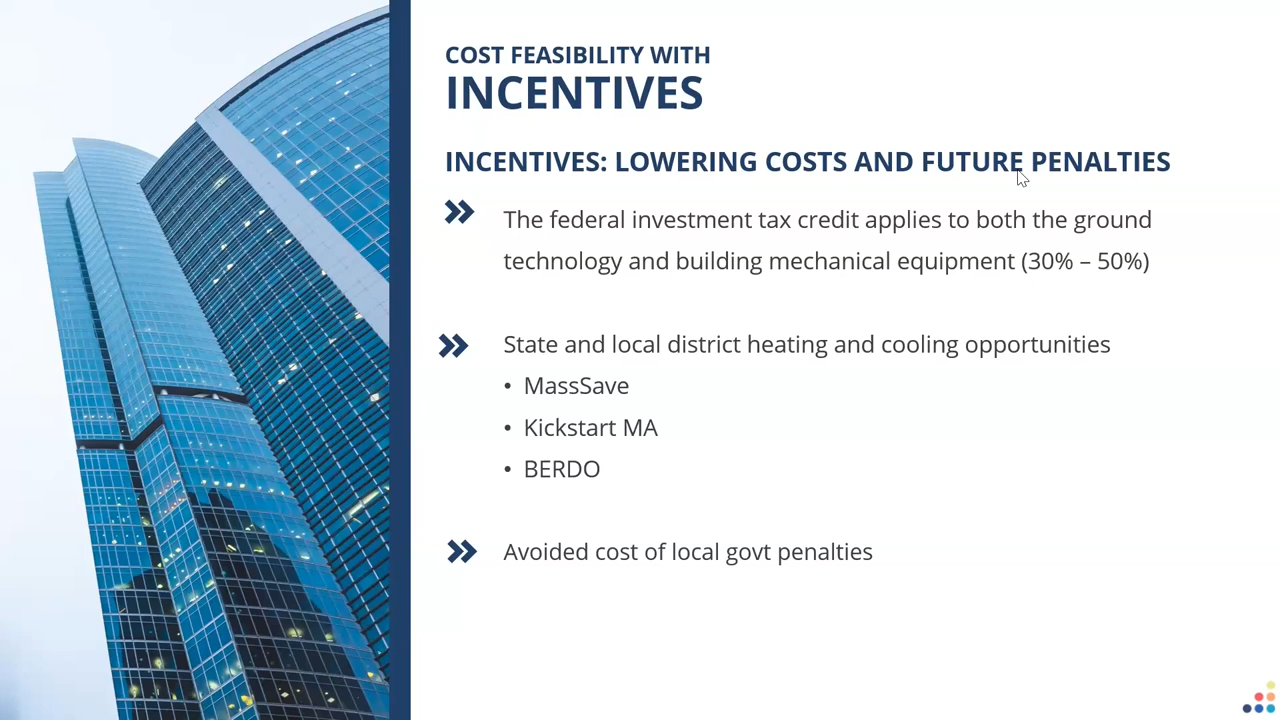 COST FEASIBILITY WITH
INCENTIVES
INCENTIVES: LOWERING COSTS AND FUTURE PENALTIES
The federal investment tax credit applies to both the ground
technology and building mechanical equipment (30% – 50%)
State and local district heating and cooling opportunities
• MassSave
• Kickstart MA
• BERDO
Avoided cost of local govt penalties